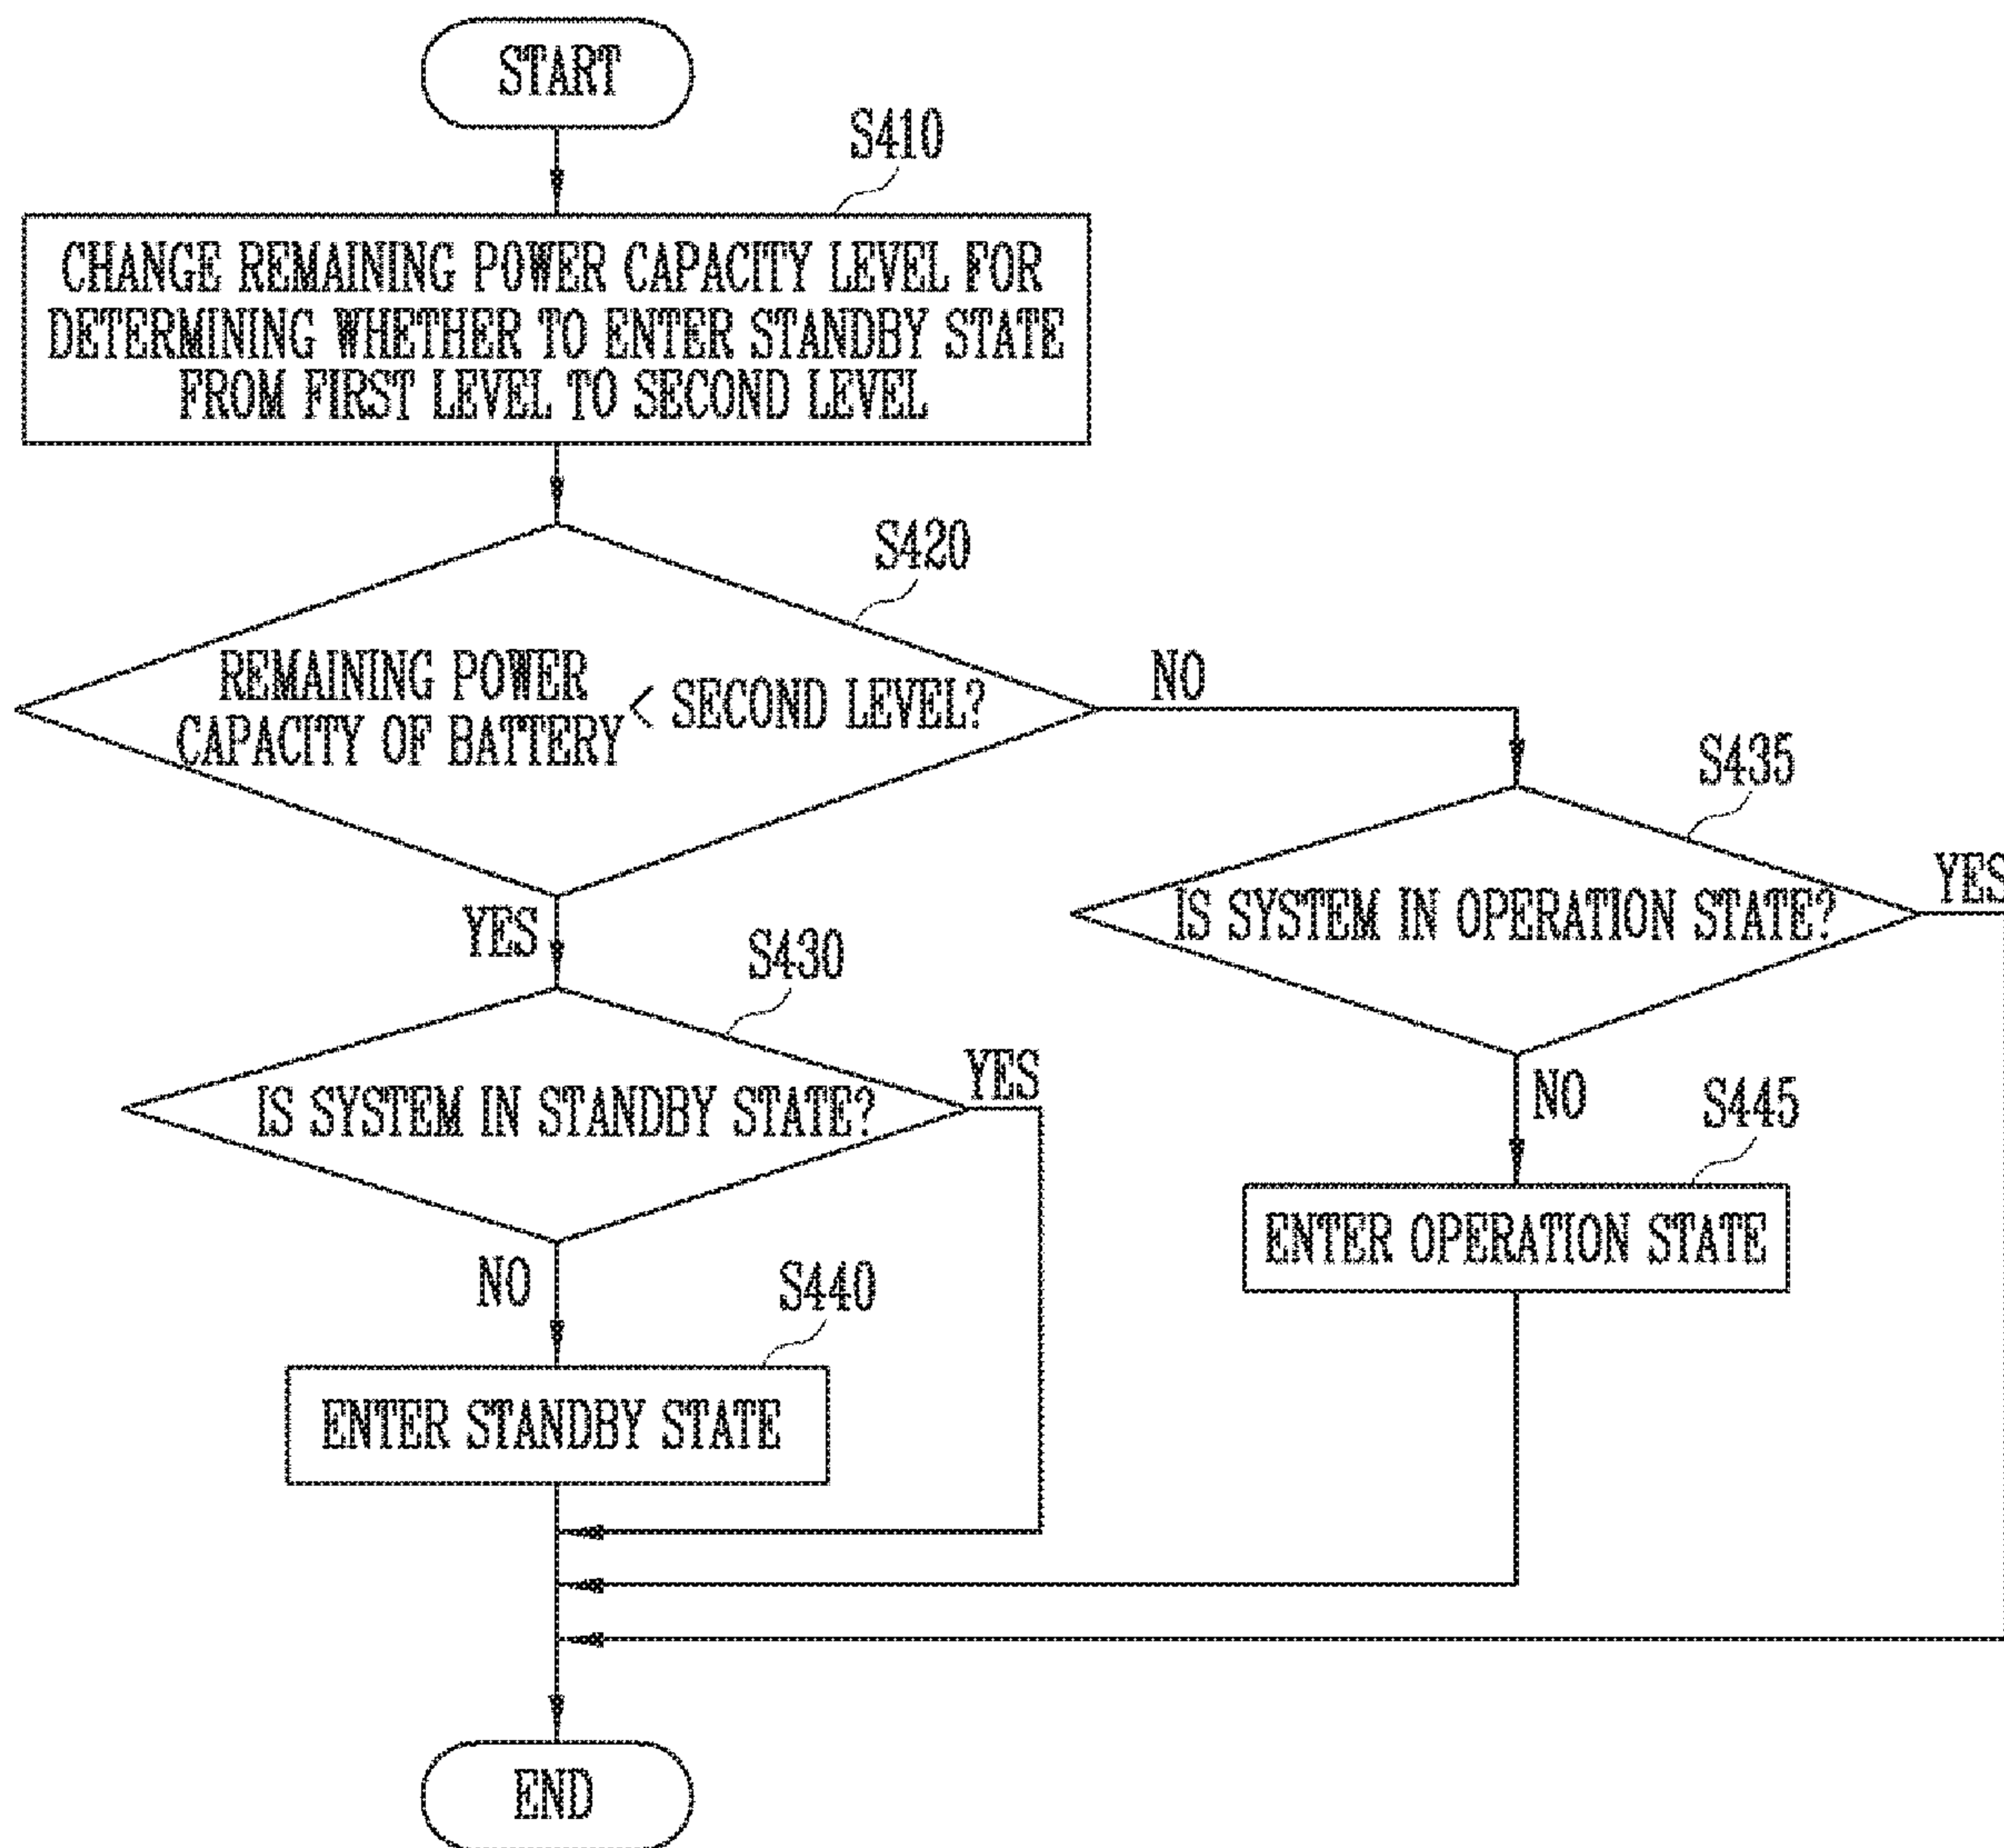 START
S410
CHANGE REMAINING POWER CAPACITY LEVEL FOR
DETERMINING WHETHER TO ENTER STANDBY STATE
FROM FIRST LEVEL TO SECOND LEVEL
S420
REMAINING POWER
CAPACITY OF BATTERY < SECOND LEVEL?
NO
S435
YES
IS SYSTEM IN OPERATION STATE?
YES
S430
IS SYSTEM IN STANDBY STATE?
YES
NO
S445
ENTER OPERATION STATE
NO
S440
ENTER STANDBY STATE
END